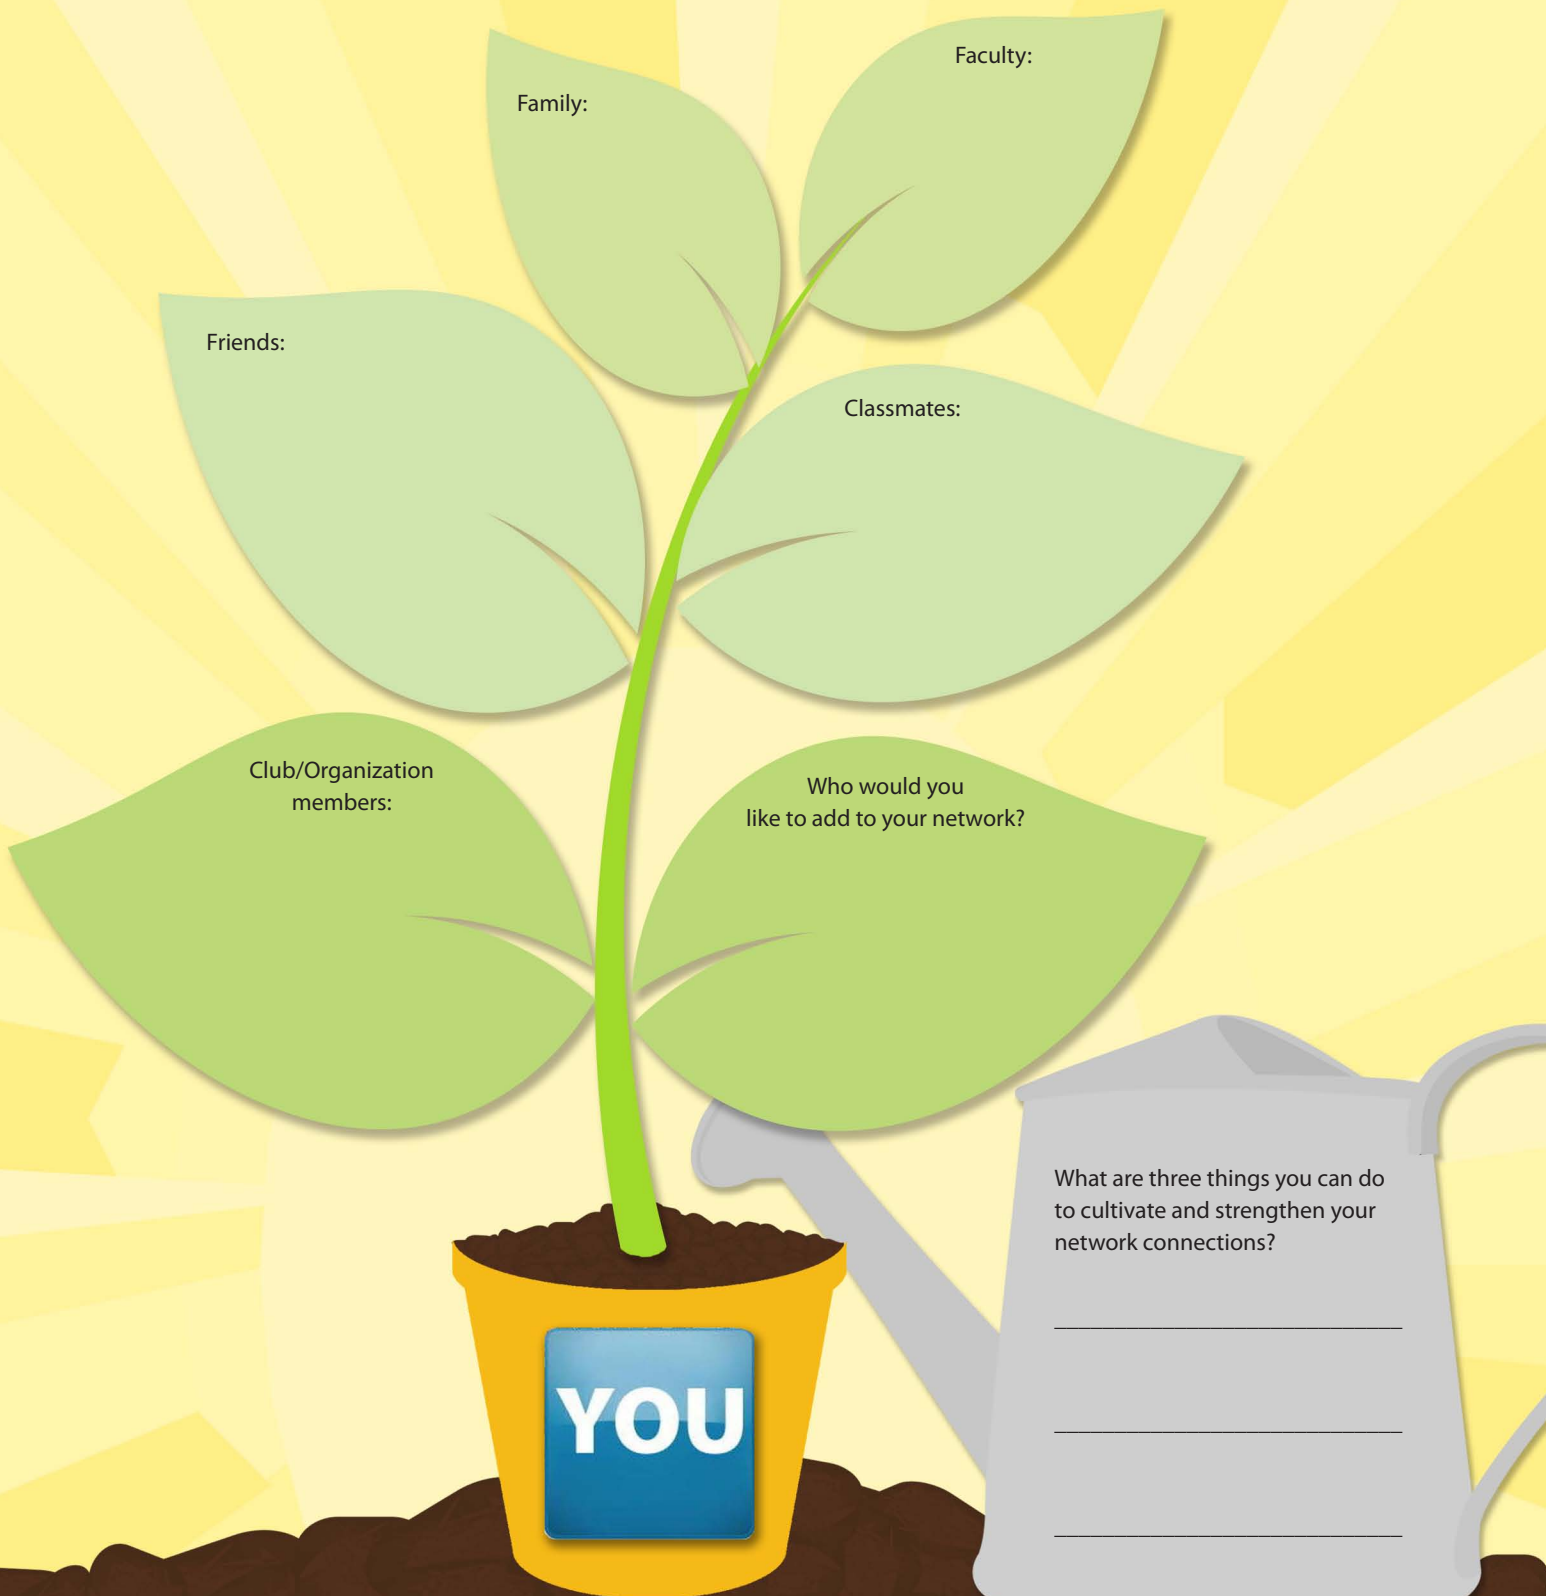 Faculty:
Family:
Friends:
Classmates:
Club/Organization
members:
Who would you
like to add to your network?
What are three things you can do
to cultivate and strengthen your
network connections?
YOU